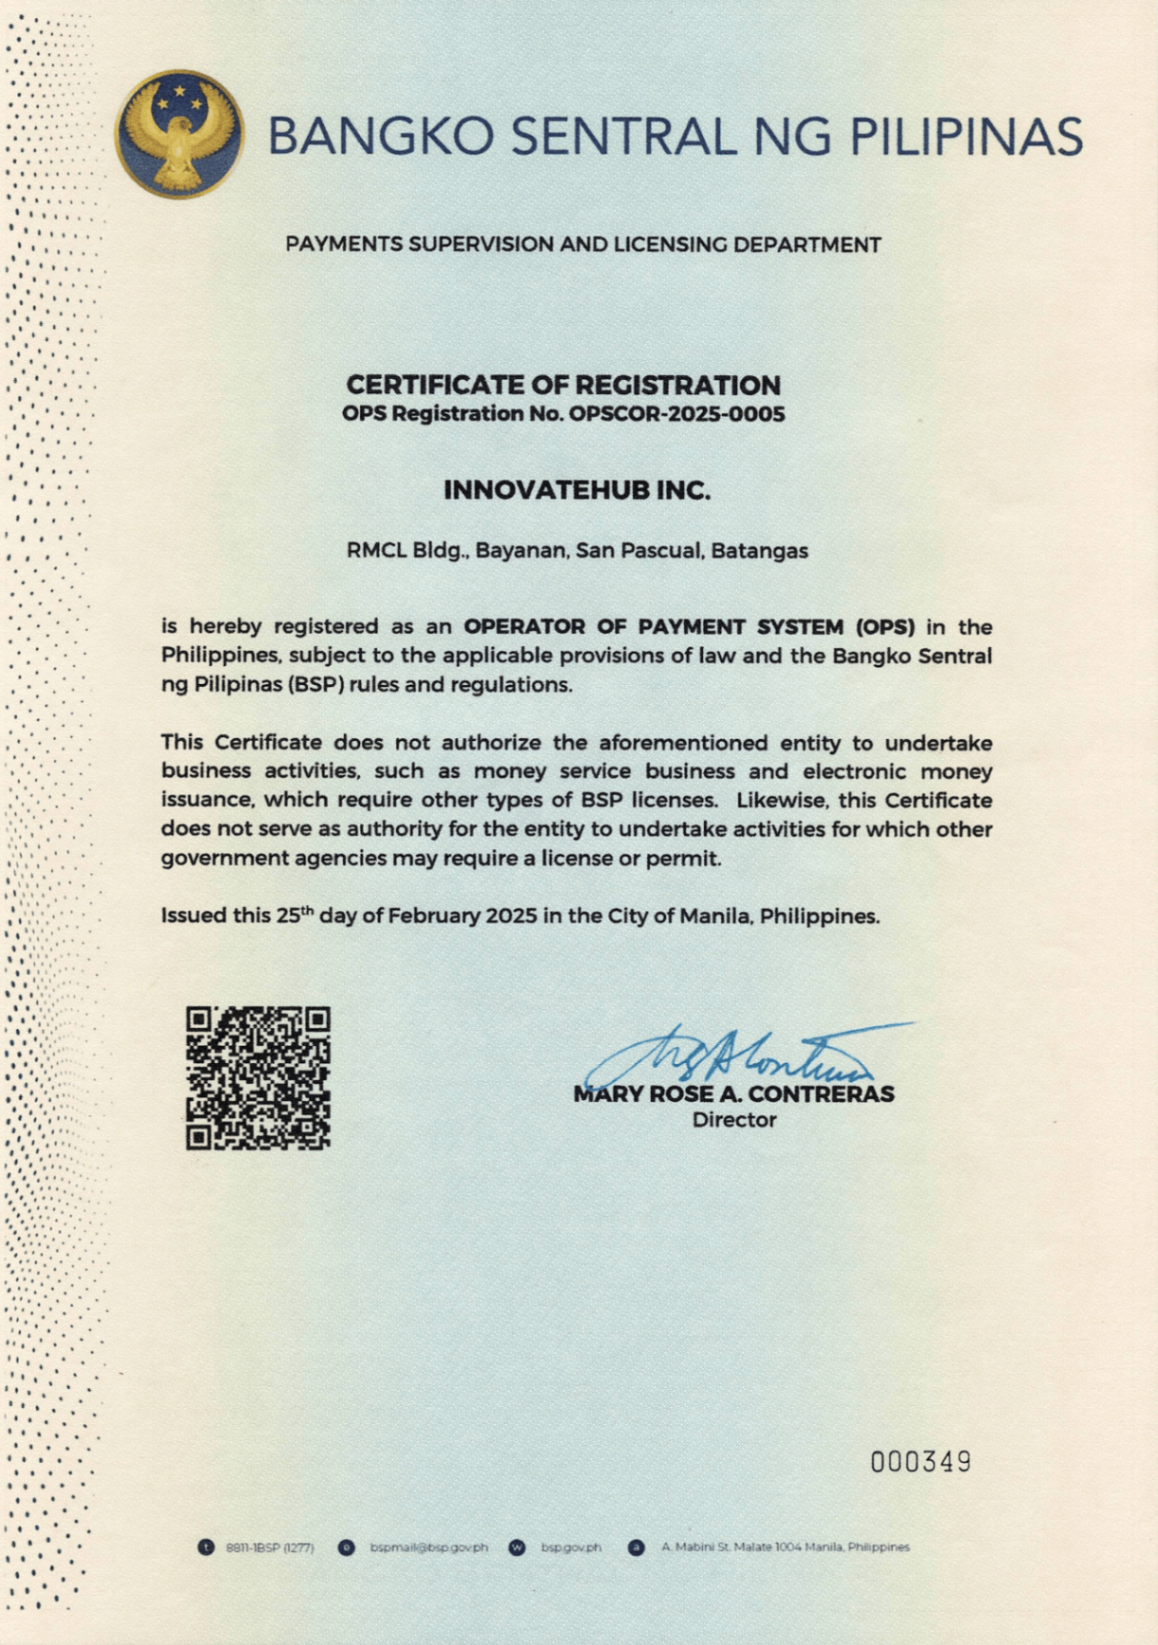 BANGKO SENTRAL NG PILIPINAS
PAYMENTS SUPERVISION AND LICENSING DEPARTMENT
CERTIFICATE OF REGISTRATION
OPS Registration No. OPSCOR-2025-0005
INNOVATEHUB INC.
RMCL Bldg., Bayanan, San Pascual, Batangas
is hereby registered as an OPERATOR OF PAYMENT SYSTEM (OPS) in the
Philippines, subject to the applicable provisions of law and the Bangko Sentral
ng Pilipinas (BSP) rules and regulations.
This Certificate does not authorize the aforementioned entity to undertake
business activities, such as money service business and electronic money
issuance, which require other types of BSP licenses. Likewise, this Certificate
does not serve as authority for the entity to undertake activities for which other
government agencies may require a license or permit.
Issued this 25th day of February 2025 in the City of Manila, Philippines.
MARY ROSE A. CONTRERAS
Director
000349
t 8811-1BSP (1277) e bspmail@bsp.gov.ph w bsp.gov.ph a A. Mabini St. Malate 1004 Manila, Philippines